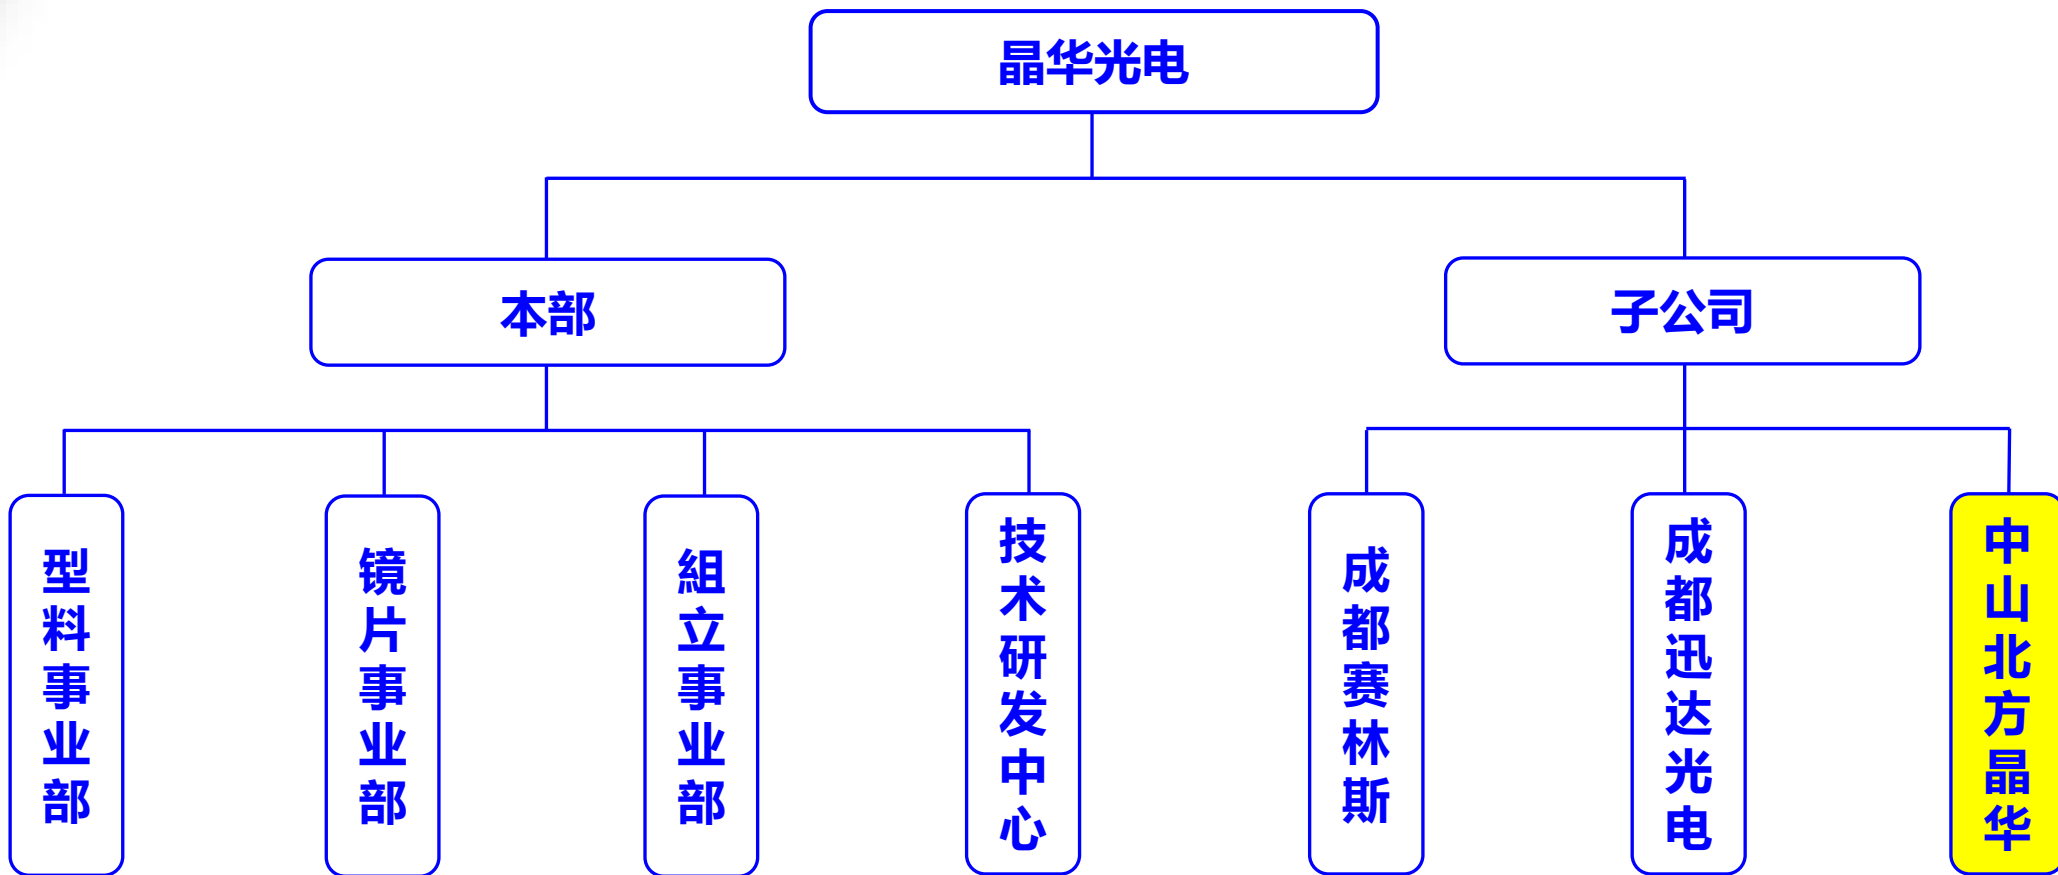 晶华光电
本部
子公司
型料事业部
镜片事业部
組立事业部
技术研发中心
成都赛林斯
成都迅达光电
中山北方晶华